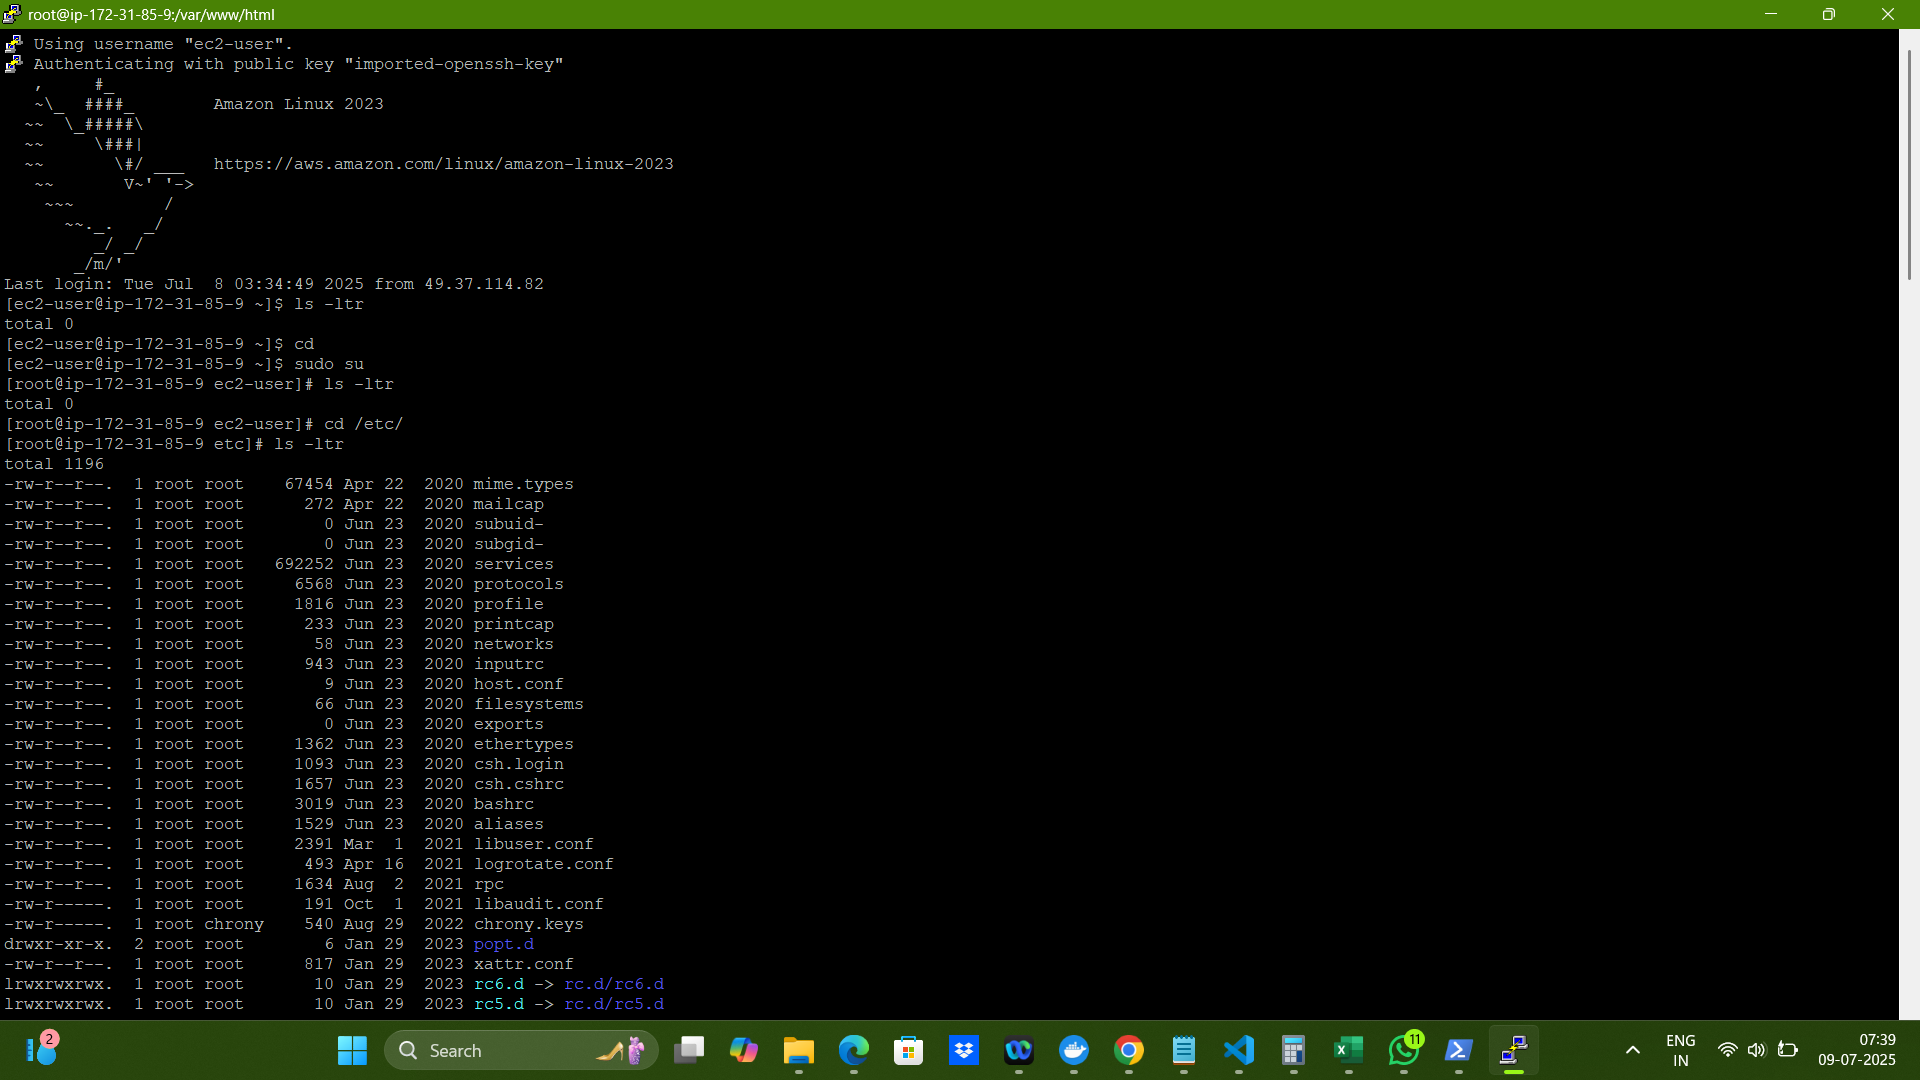 root@ip-172-31-85-9:/var/www/html
Using username "ec2-user".
Authenticating with public key "imported-openssh-key"
   ,     #_
   ~\_  ####_        Amazon Linux 2023
  ~~  \_#####\
  ~~     \###|
  ~~       \#/ ___   https://aws.amazon.com/linux/amazon-linux-2023
   ~~       V~' '->
    ~~~         /
      ~~._.   _/
         _/ _/
       _/m/'
Last login: Tue Jul  8 03:34:49 2025 from 49.37.114.82
[ec2-user@ip-172-31-85-9 ~]$ ls -ltr
total 0
[ec2-user@ip-172-31-85-9 ~]$ cd
[ec2-user@ip-172-31-85-9 ~]$ sudo su
[root@ip-172-31-85-9 ec2-user]# ls -ltr
total 0
[root@ip-172-31-85-9 ec2-user]# cd /etc/
[root@ip-172-31-85-9 etc]# ls -ltr
total 1196
-rw-r--r--.  1 root root    67454 Apr 22  2020 mime.types
-rw-r--r--.  1 root root      272 Apr 22  2020 mailcap
-rw-r--r--.  1 root root        0 Jun 23  2020 subuid-
-rw-r--r--.  1 root root        0 Jun 23  2020 subgid-
-rw-r--r--.  1 root root   692252 Jun 23  2020 services
-rw-r--r--.  1 root root     6568 Jun 23  2020 protocols
-rw-r--r--.  1 root root     1816 Jun 23  2020 profile
-rw-r--r--.  1 root root      233 Jun 23  2020 printcap
-rw-r--r--.  1 root root       58 Jun 23  2020 networks
-rw-r--r--.  1 root root      943 Jun 23  2020 inputrc
-rw-r--r--.  1 root root        9 Jun 23  2020 host.conf
-rw-r--r--.  1 root root       66 Jun 23  2020 filesystems
-rw-r--r--.  1 root root        0 Jun 23  2020 exports
-rw-r--r--.  1 root root     1362 Jun 23  2020 ethertypes
-rw-r--r--.  1 root root     1093 Jun 23  2020 csh.login
-rw-r--r--.  1 root root     1657 Jun 23  2020 csh.cshrc
-rw-r--r--.  1 root root     3019 Jun 23  2020 bashrc
-rw-r--r--.  1 root root     1529 Jun 23  2020 aliases
-rw-r--r--.  1 root root     2391 Mar  1  2021 libuser.conf
-rw-r--r--.  1 root root      493 Apr 16  2021 logrotate.conf
-rw-r--r--.  1 root root     1634 Aug  2  2021 rpc
-rw-r-----.  1 root root      191 Oct  1  2021 libaudit.conf
-rw-r-----.  1 root chrony    540 Aug 29  2022 chrony.keys
drwxr-xr-x.  2 root root        6 Jan 29  2023 popt.d
-rw-r--r--.  1 root root      817 Jan 29  2023 xattr.conf
lrwxrwxrwx.  1 root root       10 Jan 29  2023 rc6.d -> rc.d/rc6.d
lrwxrwxrwx.  1 root root       10 Jan 29  2023 rc5.d -> rc.d/rc5.d
2
Search
11
ENG
IN
07:39
09-07-2025